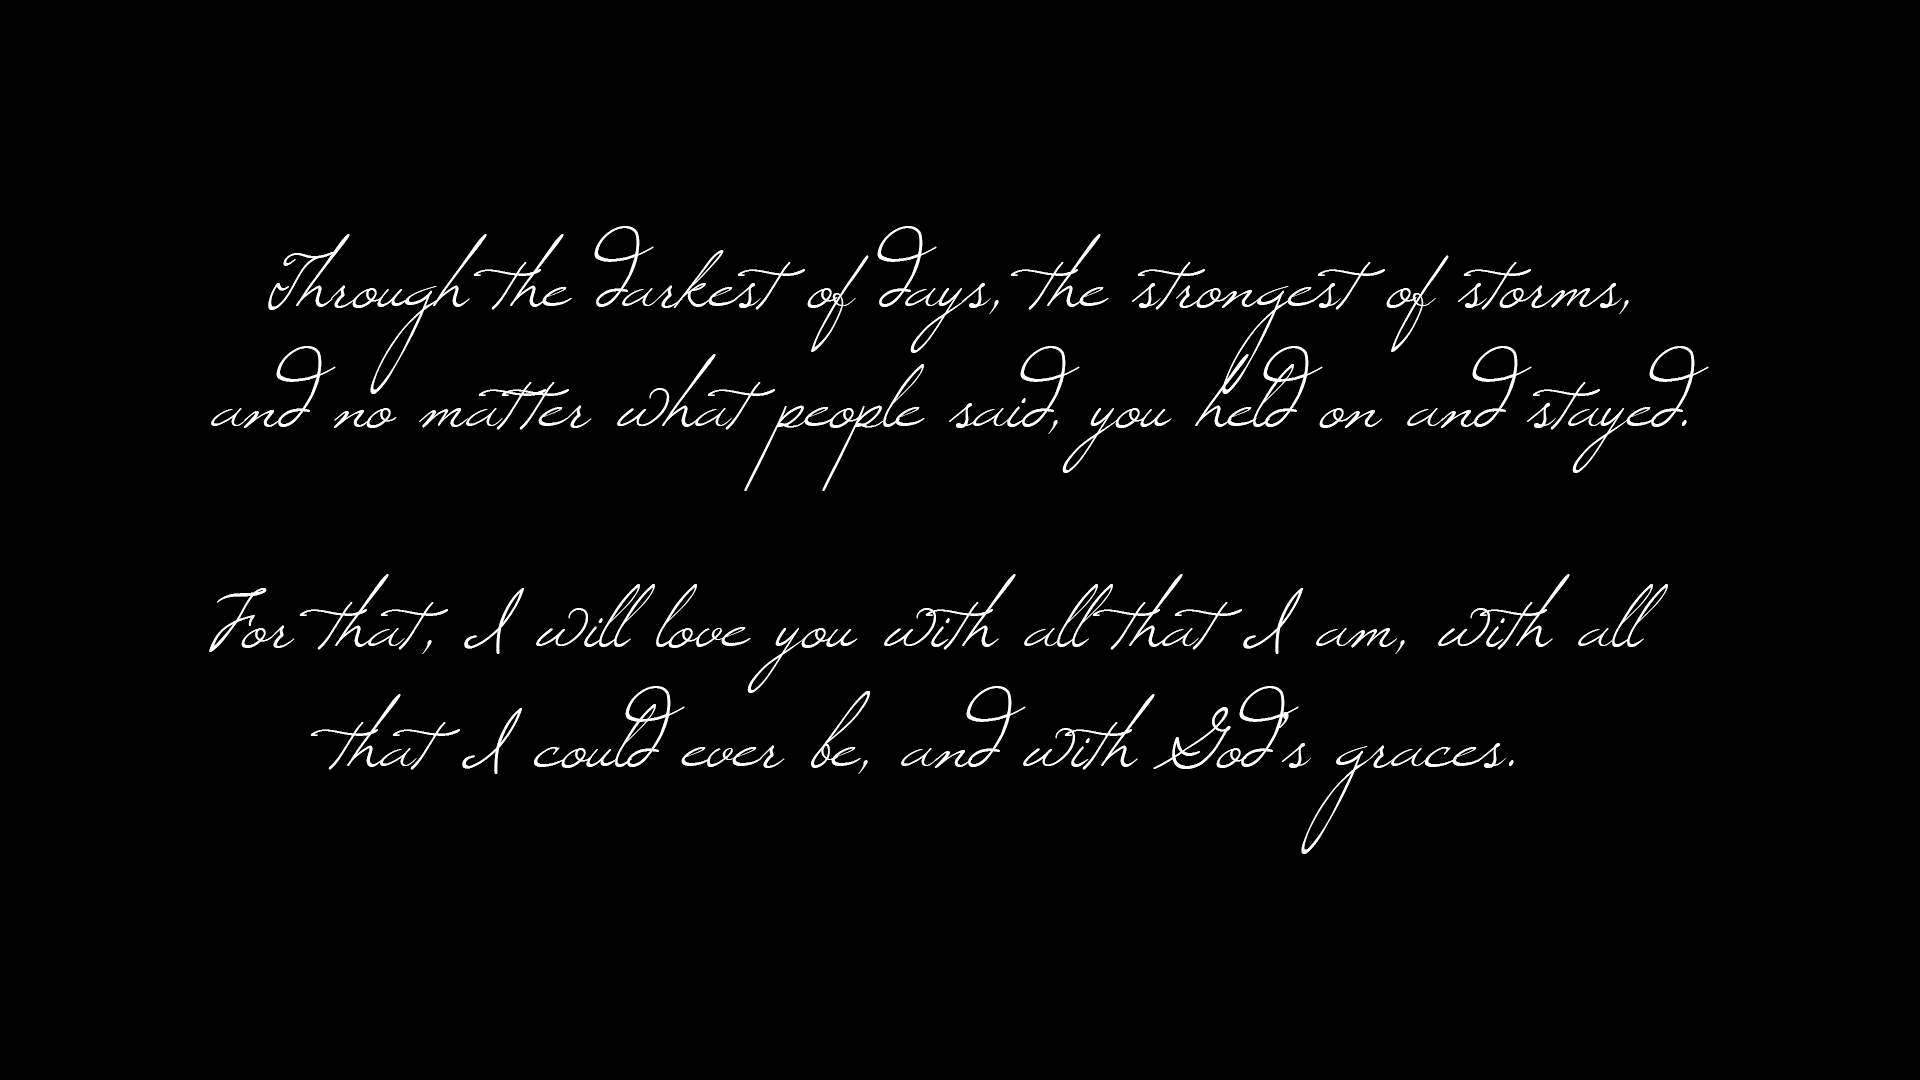 Through the darkest of days, the strongest of storms,
and no matter what people said, you held on and stayed.
For that, I will love you with all that I am, with all
that I could ever be, and with God's graces.